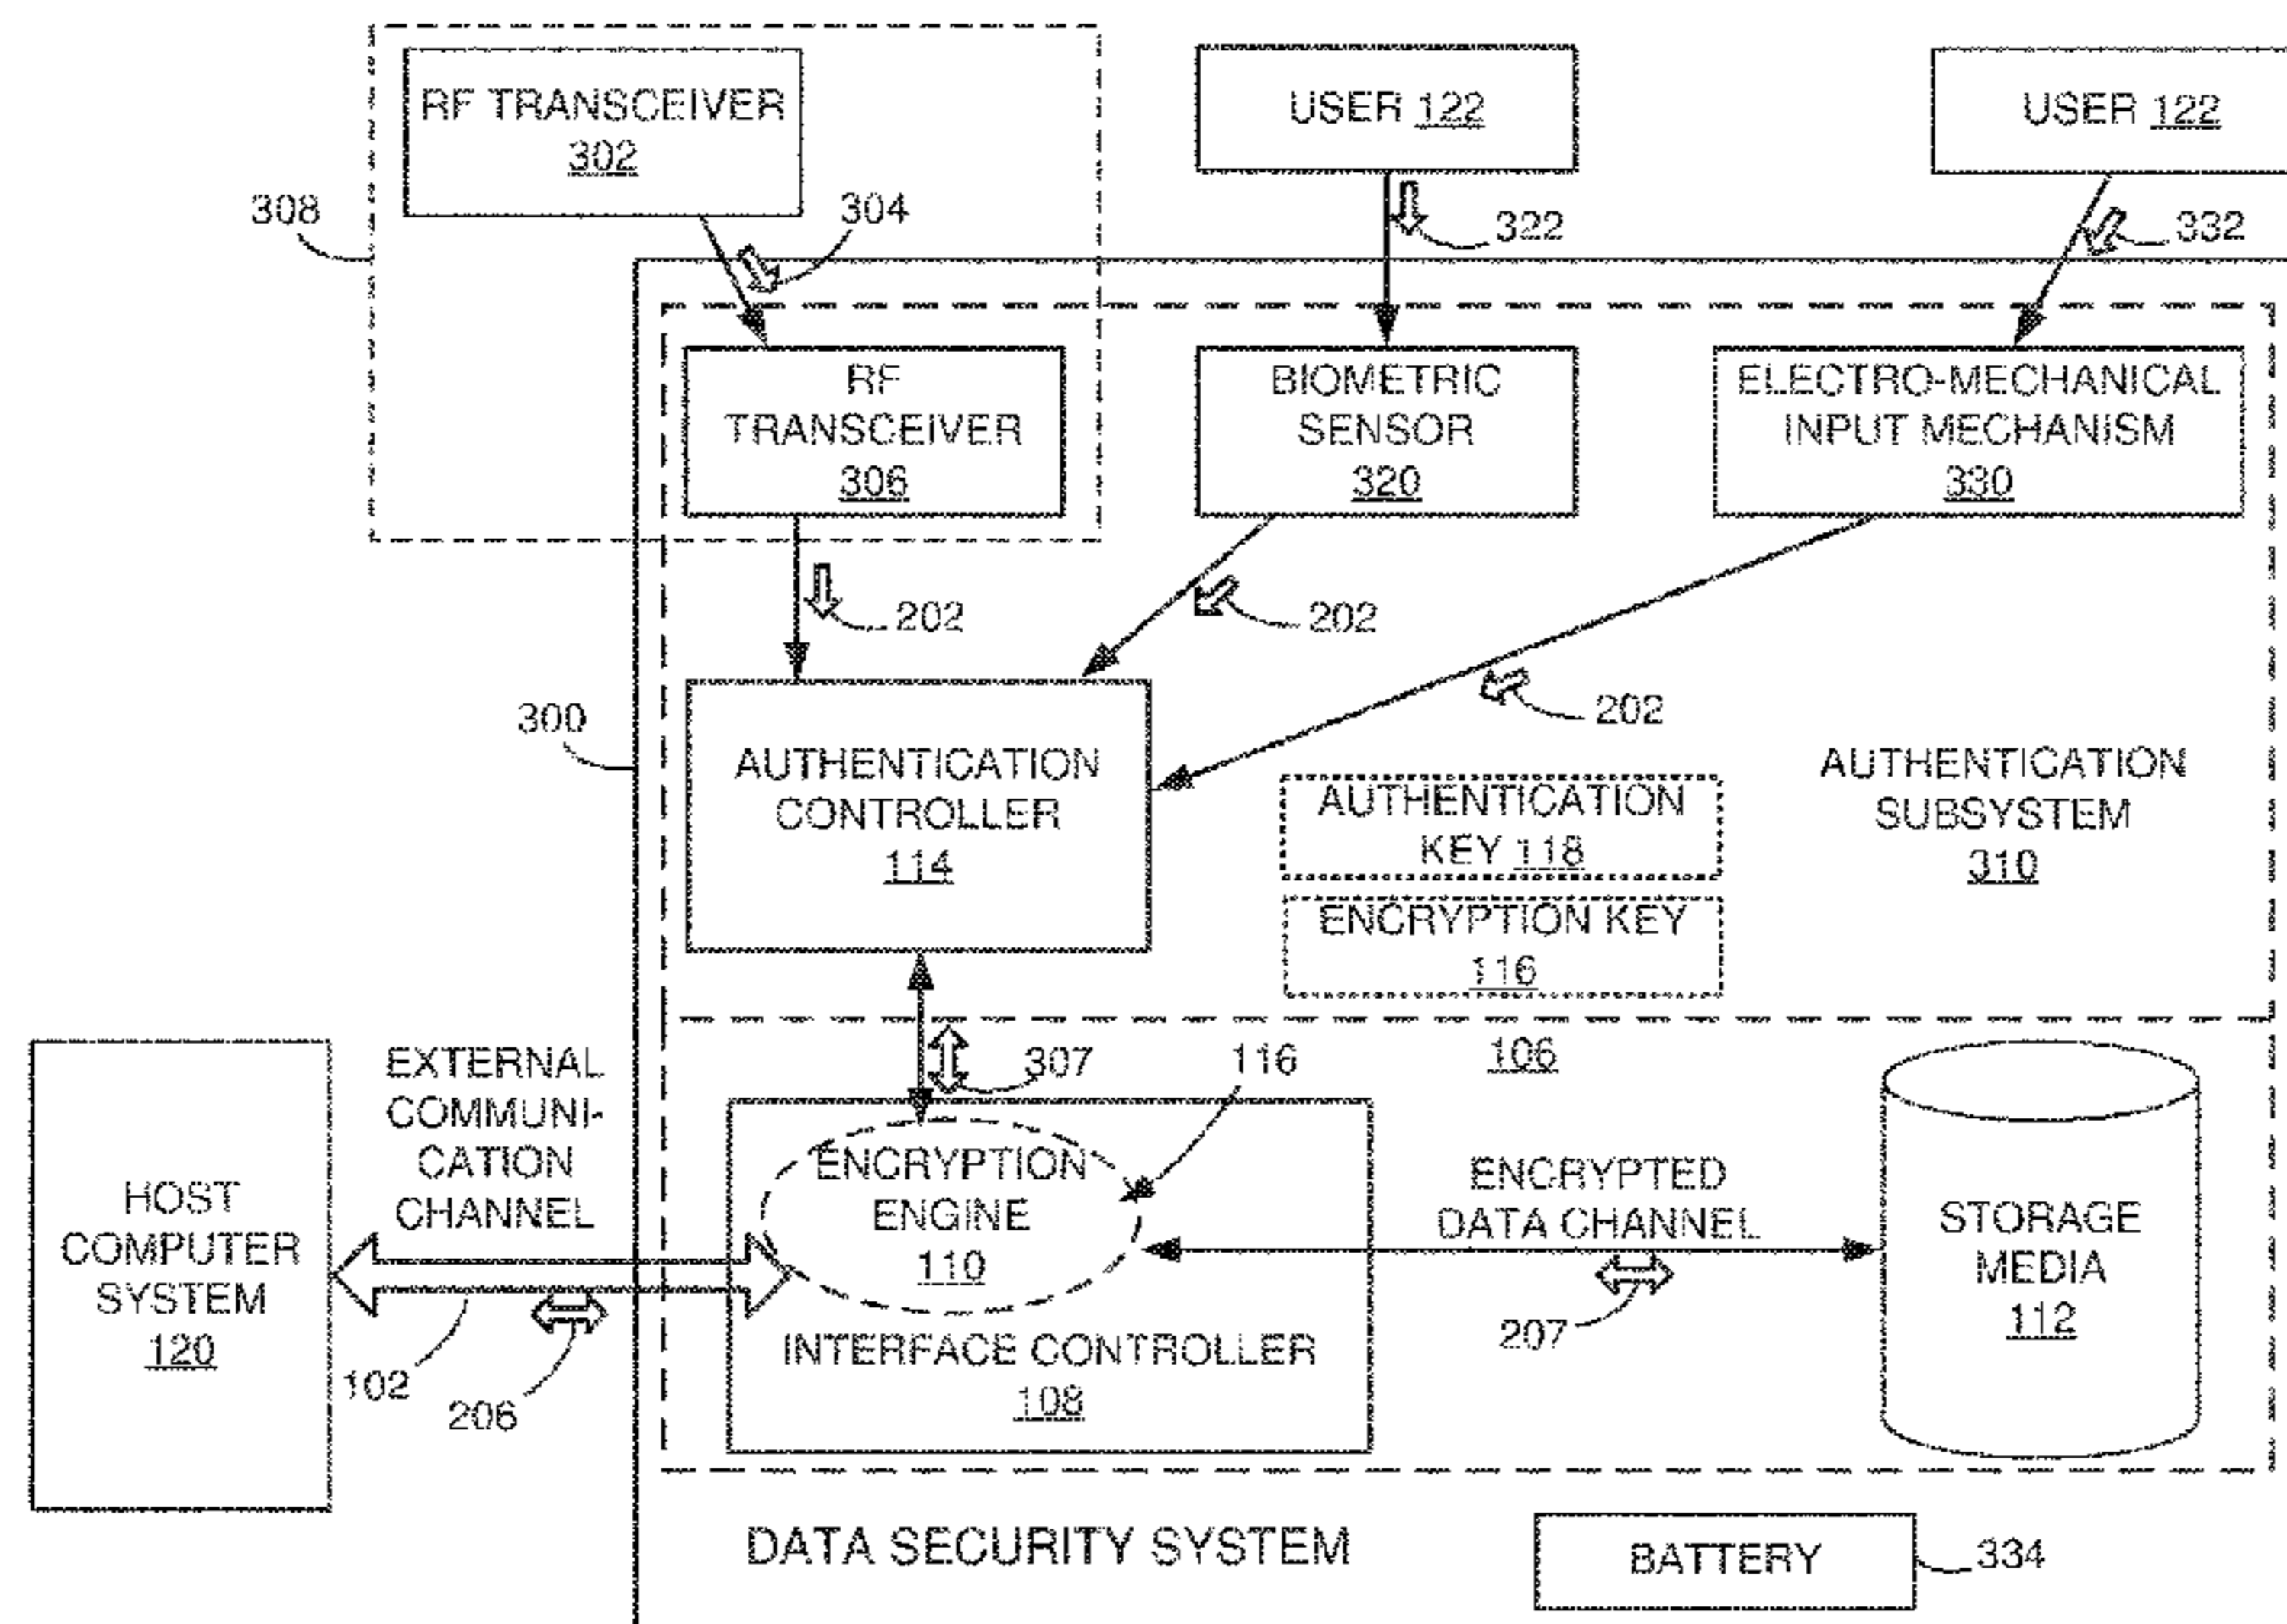 RF TRANSCEIVER
302
USER 122
USER 122
308
304
322
332
RF
TRANSCEIVER
306
BIOMETRIC
SENSOR
320
ELECTRO-MECHANICAL
INPUT MECHANISM
330
202
202
202
300
AUTHENTICATION
CONTROLLER
114
AUTHENTICATION
KEY 118
ENCRYPTION KEY
116
AUTHENTICATION
SUBSYSTEM
310
HOST
COMPUTER
SYSTEM
120
EXTERNAL
COMMUNI-
CATION
CHANNEL
102
206
307
116
106
ENCRYPTION
ENGINE
110
INTERFACE CONTROLLER
108
ENCRYPTED
DATA CHANNEL
207
STORAGE
MEDIA
112
DATA SECURITY SYSTEM
BATTERY
334